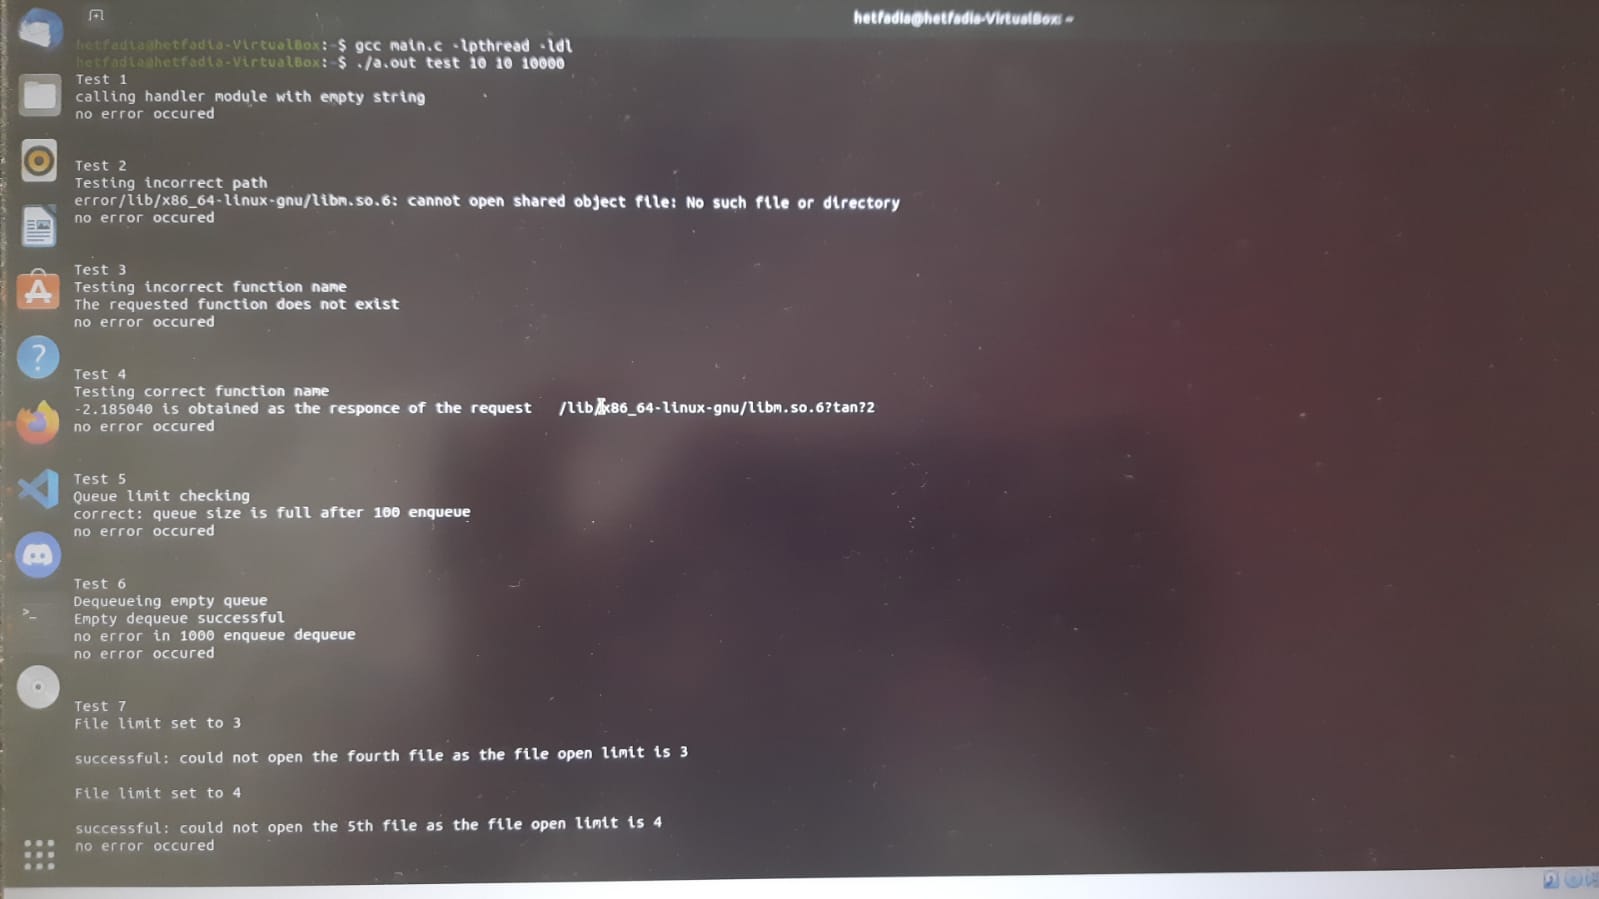 hetfadia@hetfadia-VirtualBox: ~
hetfadia@hetfadia-VirtualBox:~$ gcc main.c -lpthread -ldl
hetfadia@hetfadia-VirtualBox:~$ ./a.out test 10 10 10000
Test 1
calling handler module with empty string
no error occured
Test 2
Testing incorrect path
error/lib/x86_64-linux-gnu/libm.so.6: cannot open shared object file: No such file or directory
no error occured
Test 3
Testing incorrect function name
The requested function does not exist
no error occured
Test 4
Testing correct function name
-2.185040 is obtained as the responce of the request   /lib/x86_64-linux-gnu/libm.so.6?tan?2
no error occured
Test 5
Queue limit checking
correct: queue size is full after 100 enqueue
no error occured
Test 6
Dequeueing empty queue
Empty dequeue successful
no error in 1000 enqueue dequeue
no error occured
Test 7
File limit set to 3
successful: could not open the fourth file as the file open limit is 3
File limit set to 4
successful: could not open the 5th file as the file open limit is 4
no error occured